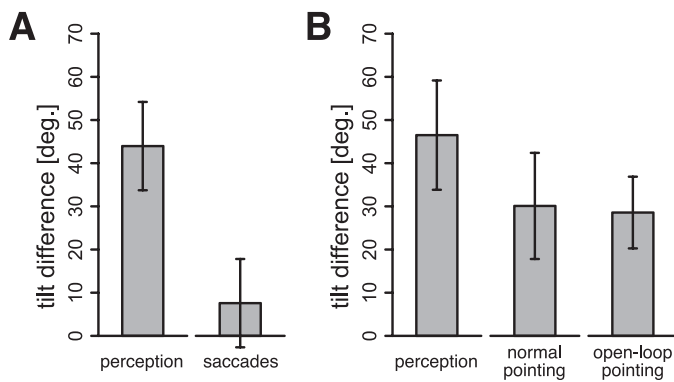 A
B
tilt difference [deg.]
70
60
50
40
30
20
10
0
perception
saccades
tilt difference [deg.]
70
60
50
40
30
20
10
0
perception
normal
pointing
open-loop
pointing